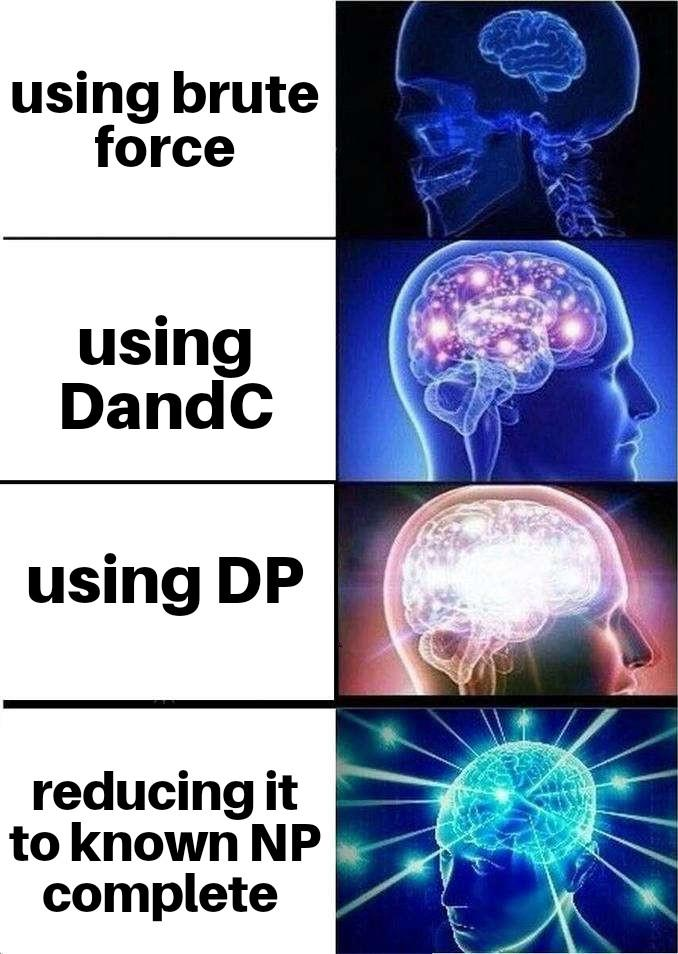 using brute
force
using
DandC
using DP
reducing it
to known NP
complete